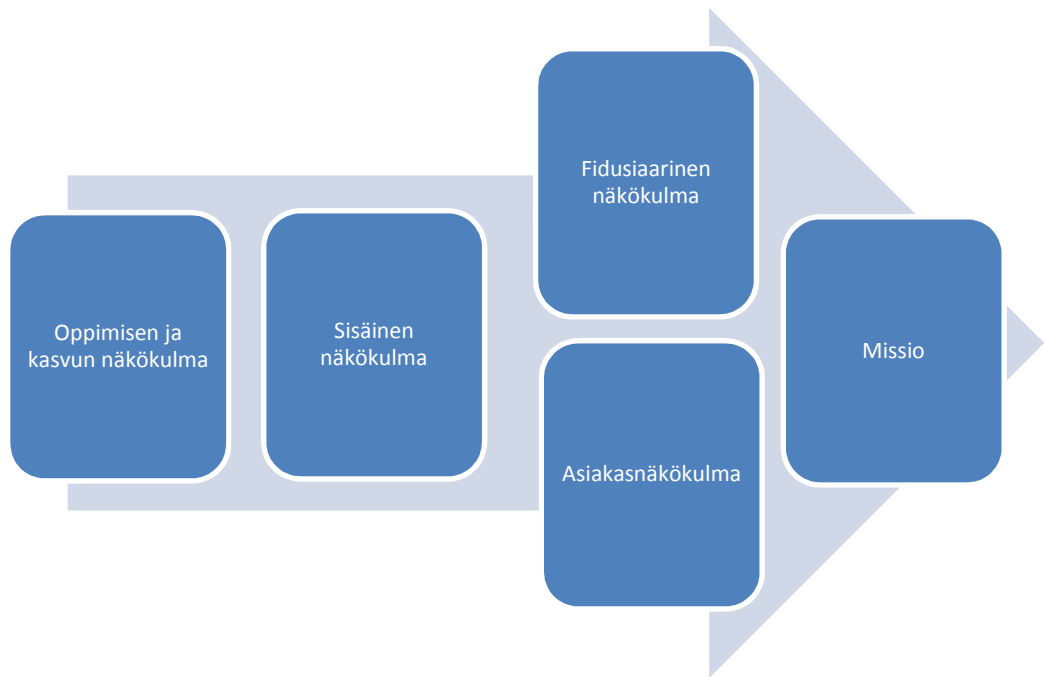 Oppimisen ja
kasvun näkökulma
Sisäinen
näkökulma
Fidusiaarinen
näkökulma
Asiakasnäkökulma
Missio